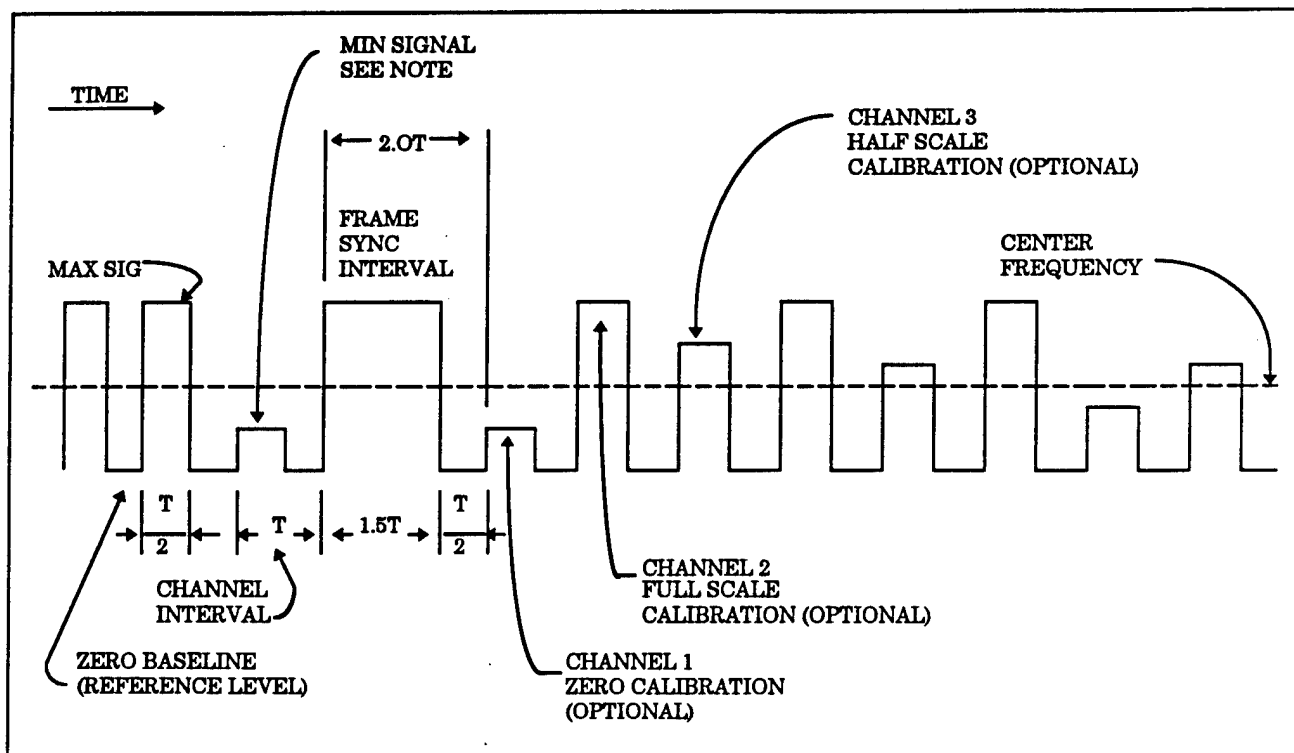 MIN SIGNAL
SEE NOTE
TIME
2.OT
CHANNEL 3
HALF SCALE
CALIBRATION (OPTIONAL)
FRAME
SYNC
INTERVAL
CENTER
FREQUENCY
MAX SIG
T
2
T
1.5T
T
2
CHANNEL
INTERVAL
CHANNEL 2
FULL SCALE
CALIBRATION (OPTIONAL)
ZERO BASELINE
(REFERENCE LEVEL)
CHANNEL 1
ZERO CALIBRATION
(OPTIONAL)